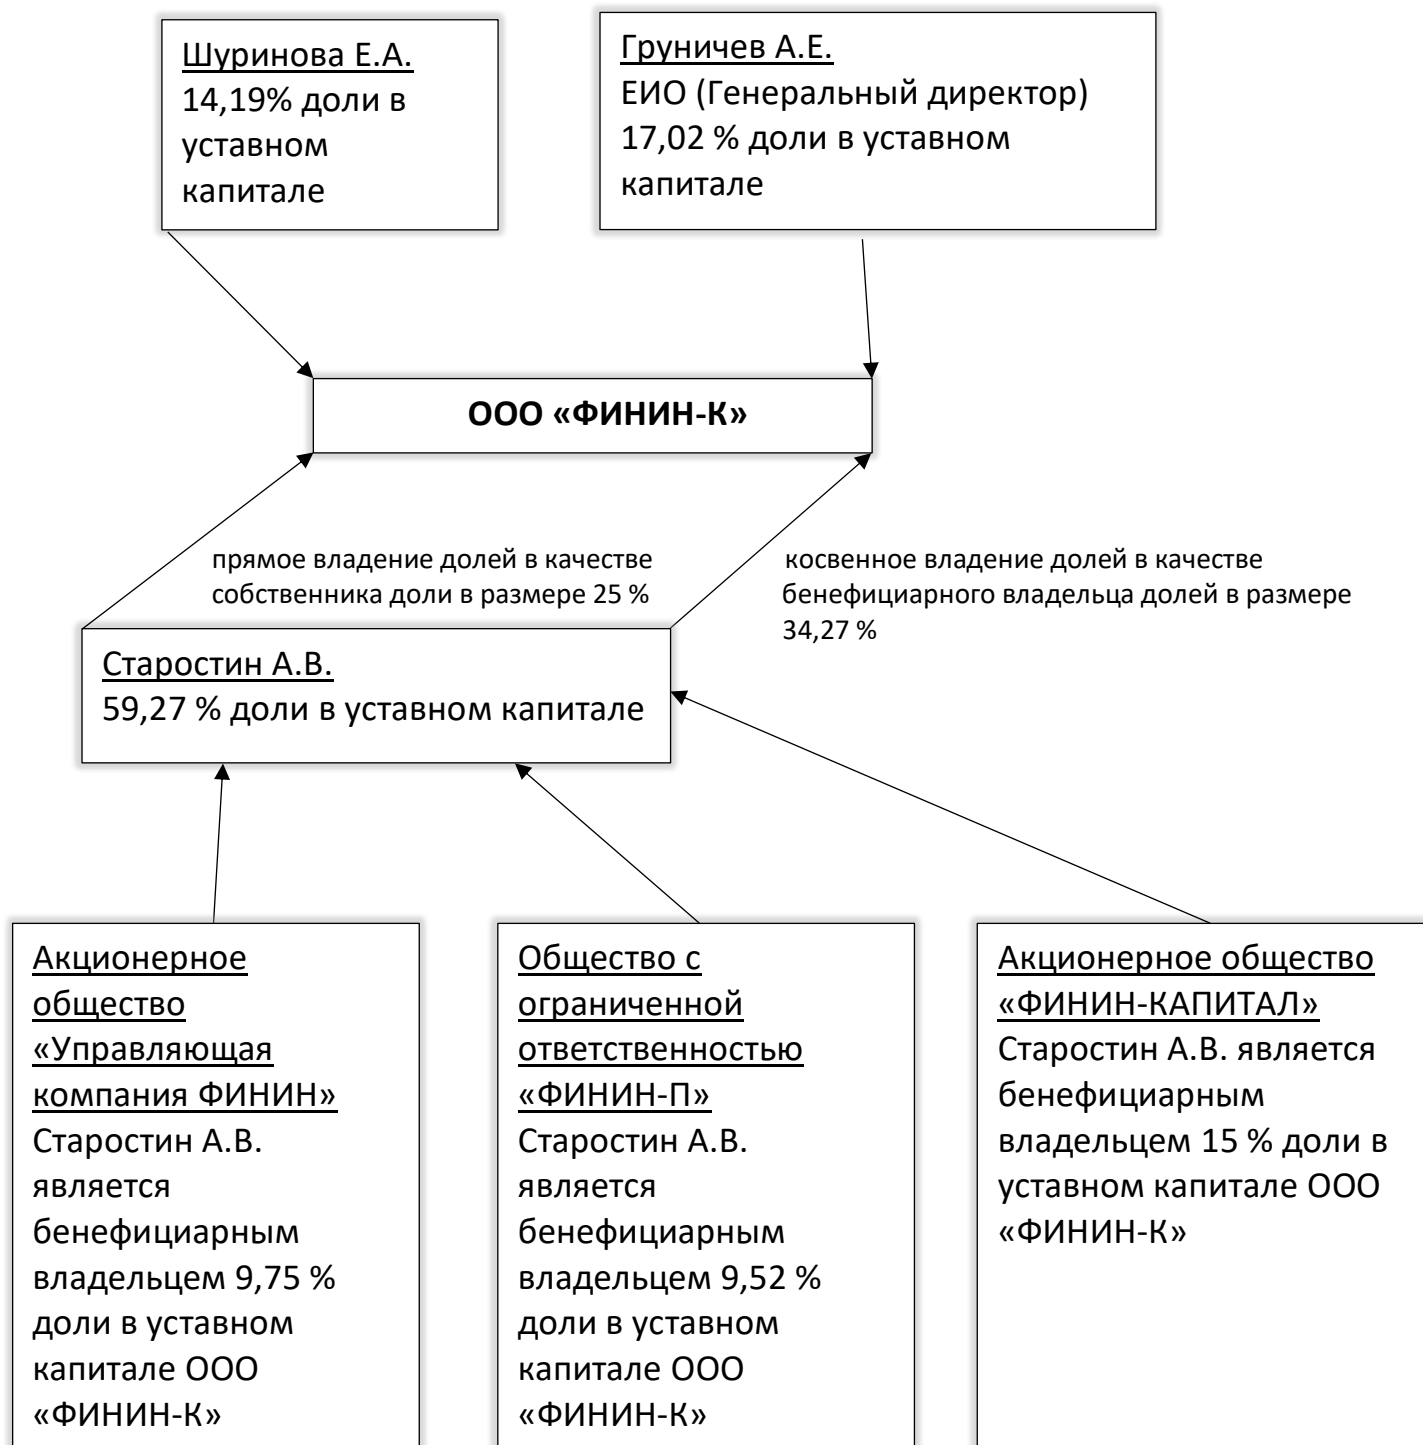 Шуринова Е.А.
14,19% доли в
уставном
капитале
Груничев А.Е.
ЕИО (Генеральный директор)
17,02 % доли в уставном
капитале
ООО «ФИНИН-К»
прямое владение долей в качестве
собственника доли в размере 25 %
косвенное владение долей в качестве
бенефициарного владельца долей в размере
34,27 %
Старостин А.В.
59,27 % доли в уставном капитале
Акционерное
общество
«Управляющая
компания ФИНИН»
Старостин А.В.
является
бенефициарным
владельцем 9,75 %
доли в уставном
капитале ООО
«ФИНИН-К»
Общество с
ограниченной
ответственностью
«ФИНИН-П»
Старостин А.В.
является
бенефициарным
владельцем 9,52 %
доли в уставном
капитале ООО
«ФИНИН-К»
Акционерное общество
«ФИНИН-КАПИТАЛ»
Старостин А.В. является
бенефициарным
владельцем 15 % доли в
уставном капитале ООО
«ФИНИН-К»